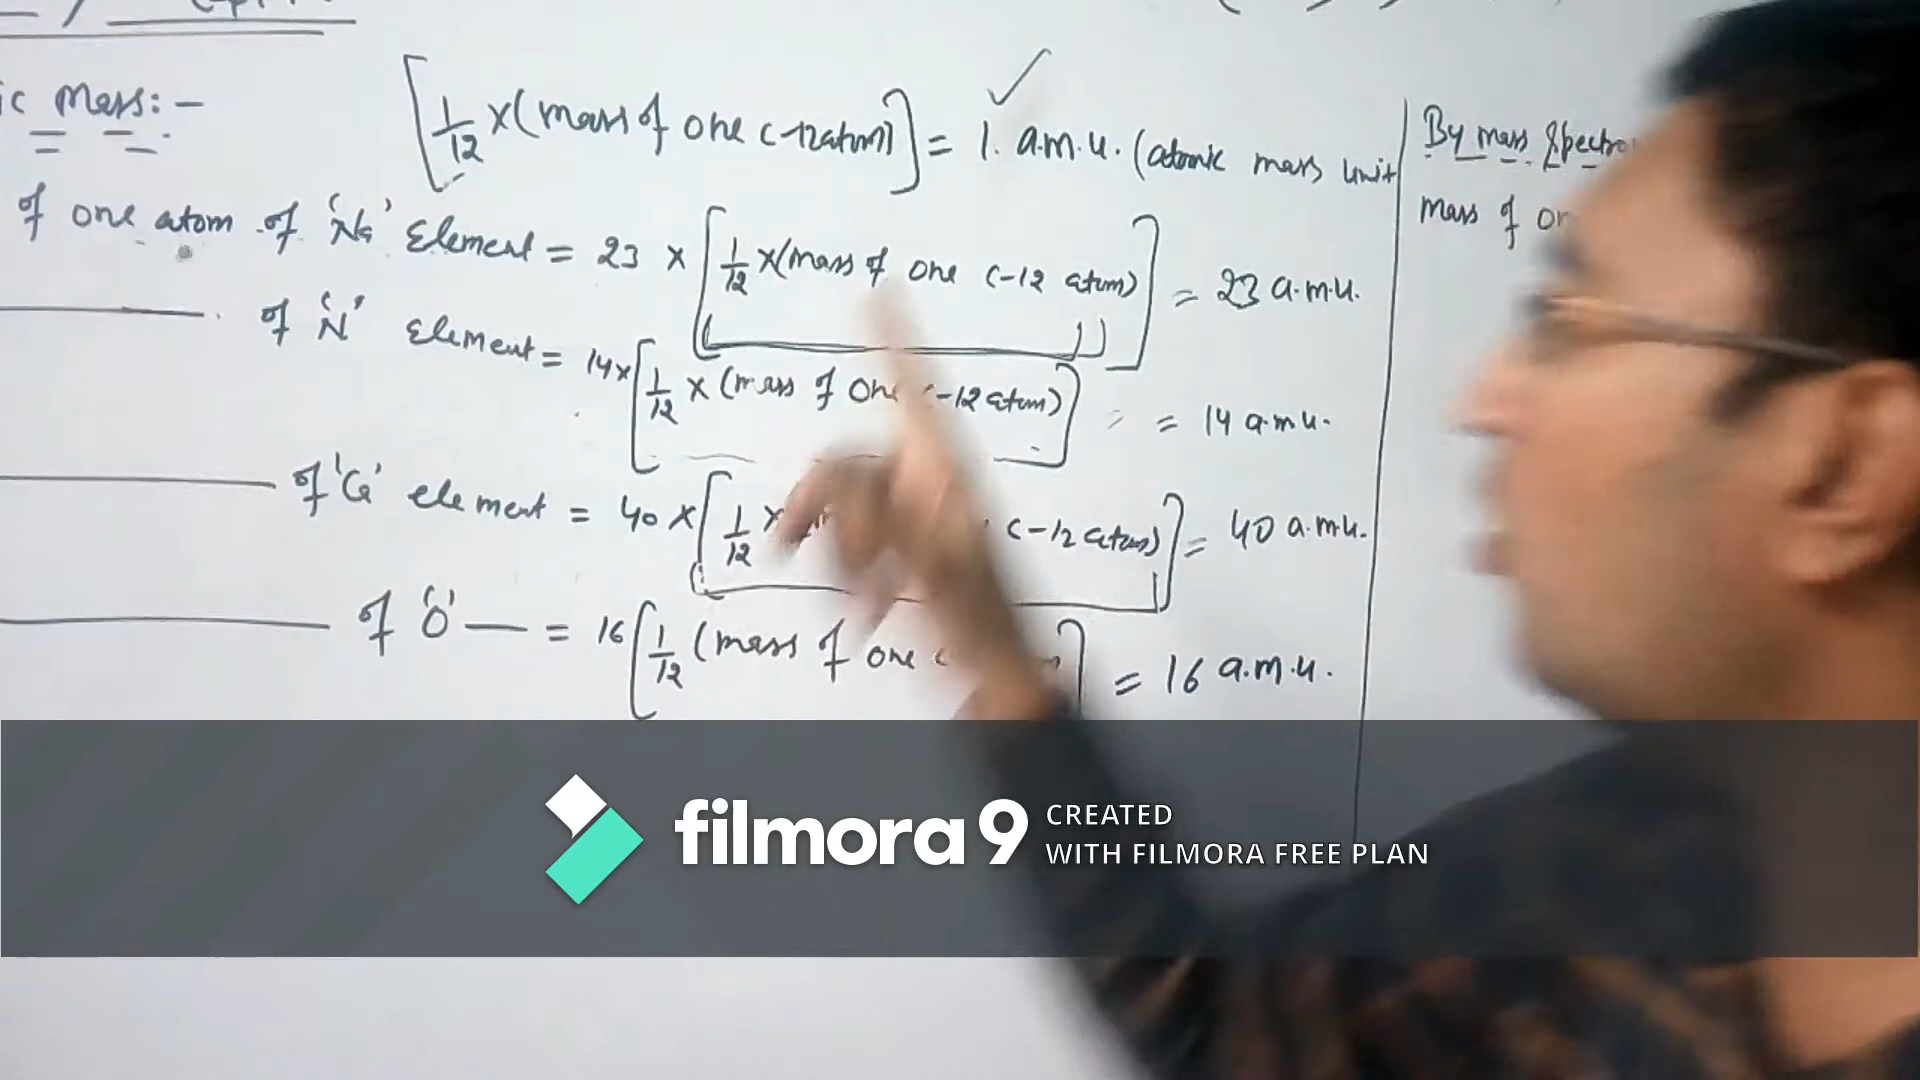 ic Mass:-
[1/12 x (mass of one C-12 atom)] = 1. a.m.u. (atomic mass unit
of one atom of 'Na' Element = 23 x [1/12 x (mass of one C-12 atom)] = 23 a.m.u.
of 'N' Element = 14 x [1/12 x (mass of One -12 atom)] = 14 a.m.u.
of 'Ca' element = 40 x [1/12 x C-12 atom)] = 40 a.m.u.
of 'O' — = 16 [1/12 (mass of one = 16 a.m.u.
By mass Spectro
mass of on
filmora 9
CREATED
WITH FILMORA FREE PLAN